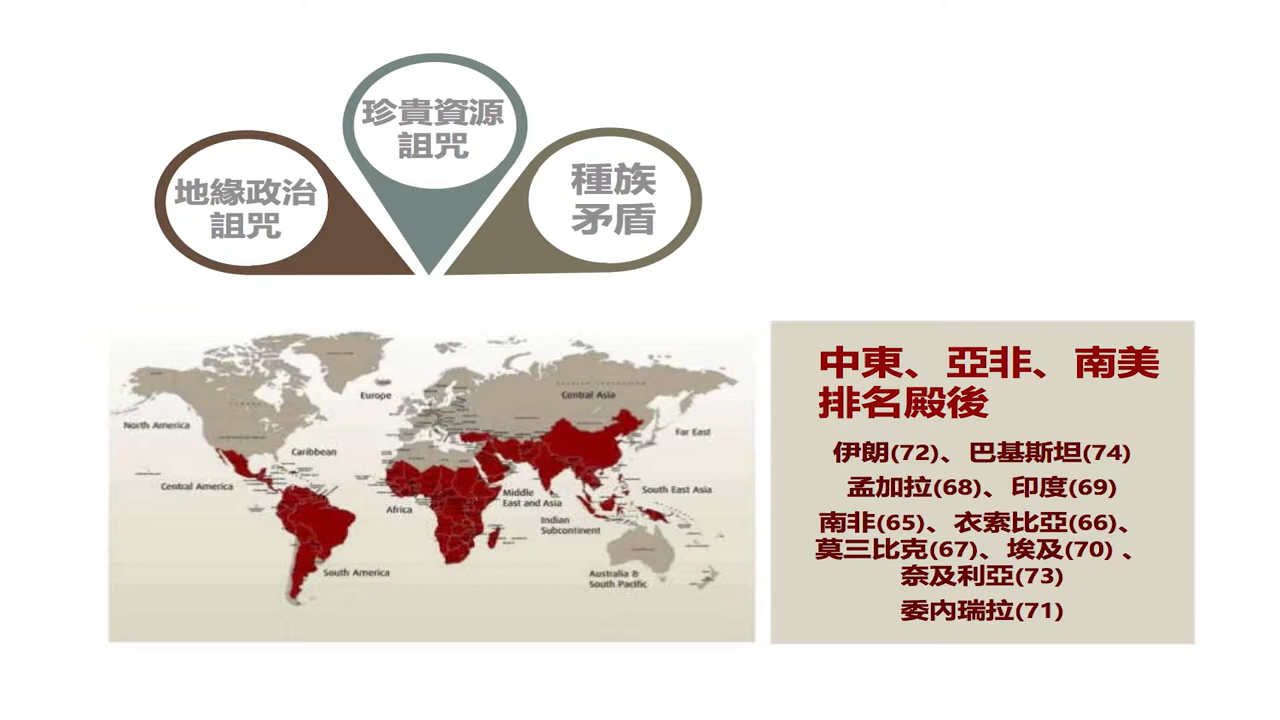 珍貴資源
詛咒
地緣政治
詛咒
種族
矛盾
Europe
Central Asia
North America
Far East
Caribbean
Central America
South East Asia
Middle
East and Asia
Africa
Indian
Subcontinent
South America
Australia &
South Pacific
中東、亞非、南美
排名殿後
伊朗(72)、巴基斯坦(74)
孟加拉(68)、印度(69)
南非(65)、衣索比亞(66)、
莫三比克(67)、埃及(70) 、
奈及利亞(73)
委內瑞拉(71)